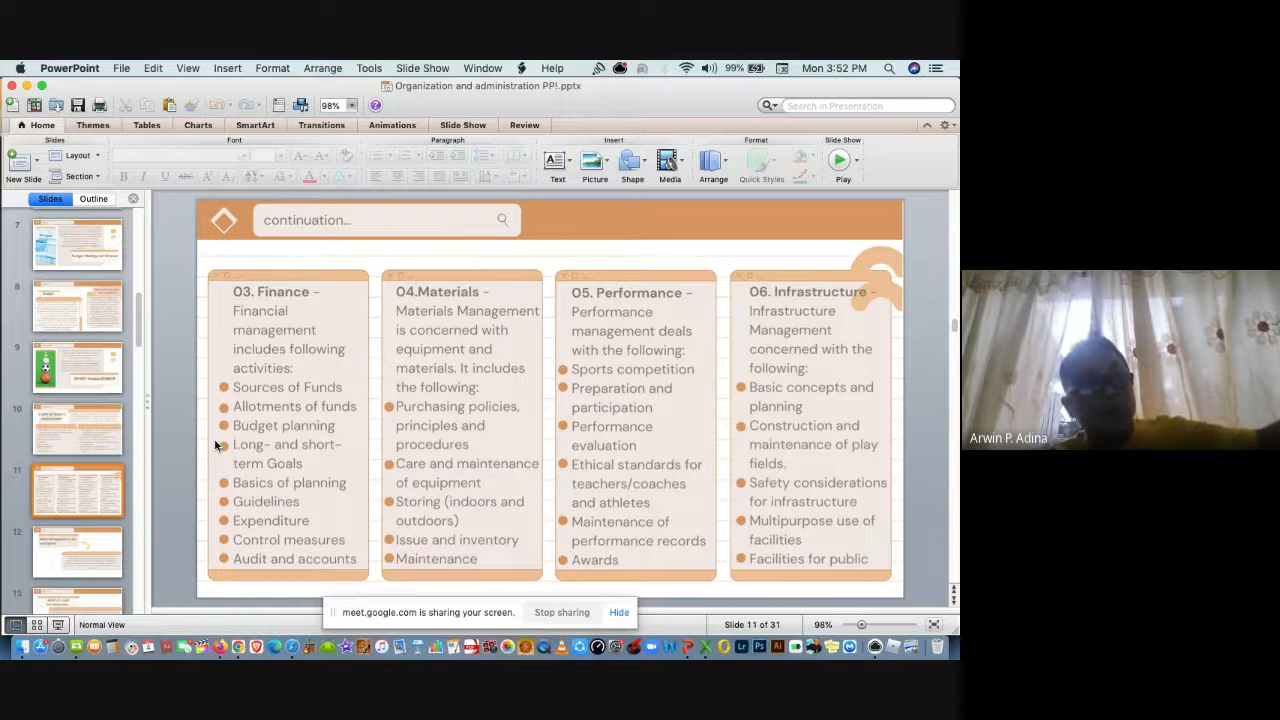 PowerPoint File Edit View Insert Format Arrange Tools Slide Show Window Help 99% Mon 3:52 PM
Organization and administration PP!.pptx
98% Search in Presentation
Home Themes Tables Charts SmartArt Transitions Animations Slide Show Review
Slides Font Paragraph Insert Format Slide Show
Layout
New Slide Section Text Picture Shape Media Arrange Quick Styles Play
Slides Outline
7
8
9
SPORT MANAGEMENT
10
11
12
13
continuation...
03. Finance –
Financial
management
includes following
activities:
Sources of Funds
Allotments of funds
Budget planning
Long- and short-
term Goals
Basics of planning
Guidelines
Expenditure
Control measures
Audit and accounts
04.Materials–
Materials Management
is concerned with
equipment and
materials. It includes
the following:
Purchasing policies,
principles and
procedures
Care and maintenance
of equipment
Storing (indoors and
outdoors)
Issue and inventory
Maintenance
05. Performance –
Performance
management deals
with the following:
Sports competition
Preparation and
participation
Performance
evaluation
Ethical standards for
teachers/coaches
and athletes
Maintenance of
performance records
Awards
06. Infrastructure –
Infrastructure
Management
concerned with the
following:
Basic concepts and
planning
Construction and
maintenance of play
fields.
Safety considerations
for infrastructure
Multipurpose use of
facilities
Facilities for public
meet.google.com is sharing your screen. Stop sharing Hide
Normal View Slide 11 of 31 98%
Arwin P. Adina